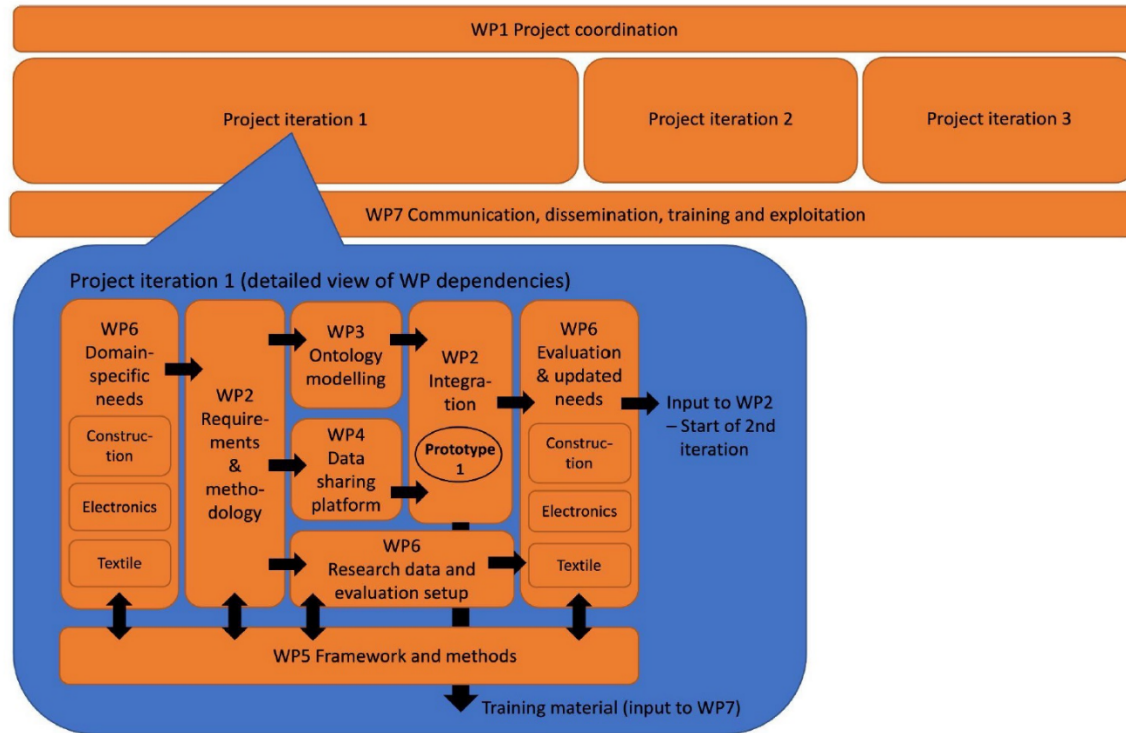 WP1 Project coordination
Project iteration 1
Project iteration 2
Project iteration 3
WP7 Communication, dissemination, training and exploitation
Project iteration 1 (detailed view of WP dependencies)
WP6
Domain-
specific
needs
Construc-
tion
Electronics
Textile
WP2
Require-
ments
&
metho-
dology
WP3
Ontology
modelling
WP4
Data
sharing
platform
WP2
Integra-
tion
Prototype
1
WP6
Research data and
evaluation setup
WP6
Evaluation
& updated
needs
Construc-
tion
Electronics
Textile
Input to WP2
– Start of 2nd
iteration
WP5 Framework and methods
Training material (input to WP7)